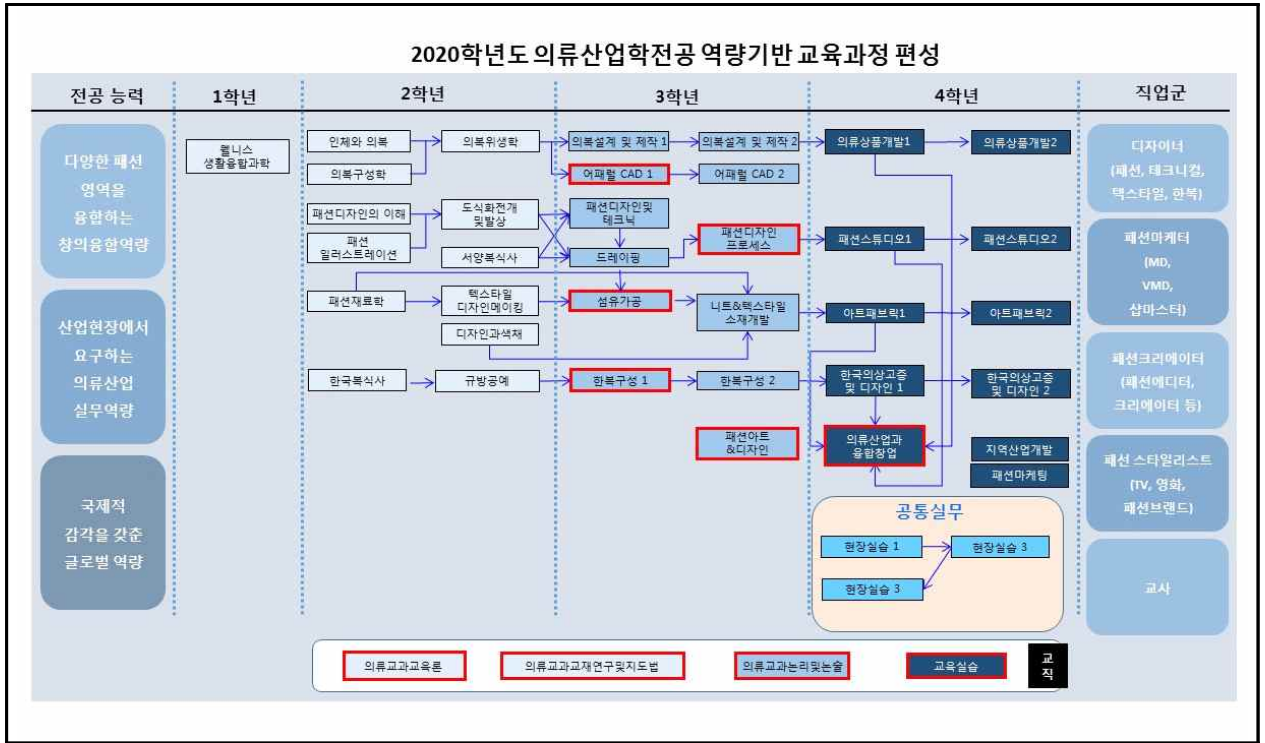 2020학년도 의류산업학전공 역량기반 교육과정 편성
전공 능력
1학년
2학년
3학년
4학년
직업군
다양한 패션
영역을
융합하는
창의융합역량
산업현장에서
요구하는
의류산업
실무역량
국제적
감각을 갖춘
글로벌 역량
웰니스
생활융합과학
인체와 의복
의복위생학
의복설계 및 제작 1
의복설계 및 제작 2
의류상품개발1
의류상품개발2
의복구성학
어패럴 CAD 1
어패럴 CAD 2
패션디자인의 이해
도식화전개
및발상
패션디자인및
테크닉
패션디자인
프로세스
패션스튜디오1
패션스튜디오2
패션
일러스트레이션
서양복식사
드레이핑
패션재료학
텍스타일
디자인메이킹
섬유가공
니트&텍스타일
소재개발
아트패브릭1
아트패브릭2
디자인과색채
한국복식사
규방공예
한복구성 1
한복구성 2
한국의상고증
및 디자인 1
한국의상고증
및 디자인 2
패션아트
&디자인
의류산업과
융합창업
지역산업개발
패션마케팅
공통실무
현장실습 1
현장실습 3
현장실습 3
디자이너
(패션, 테크니컬,
텍스타일, 한복)
패션마케터
(MD,
VMD,
샵마스터)
패션크리에이터
(패션에디터,
크리에이터 등)
패션 스타일리스트
(TV, 영화,
패션브랜드)
교사
의류교과교육론
의류교과교재연구및지도법
의류교과논리및논술
교육실습
교
직